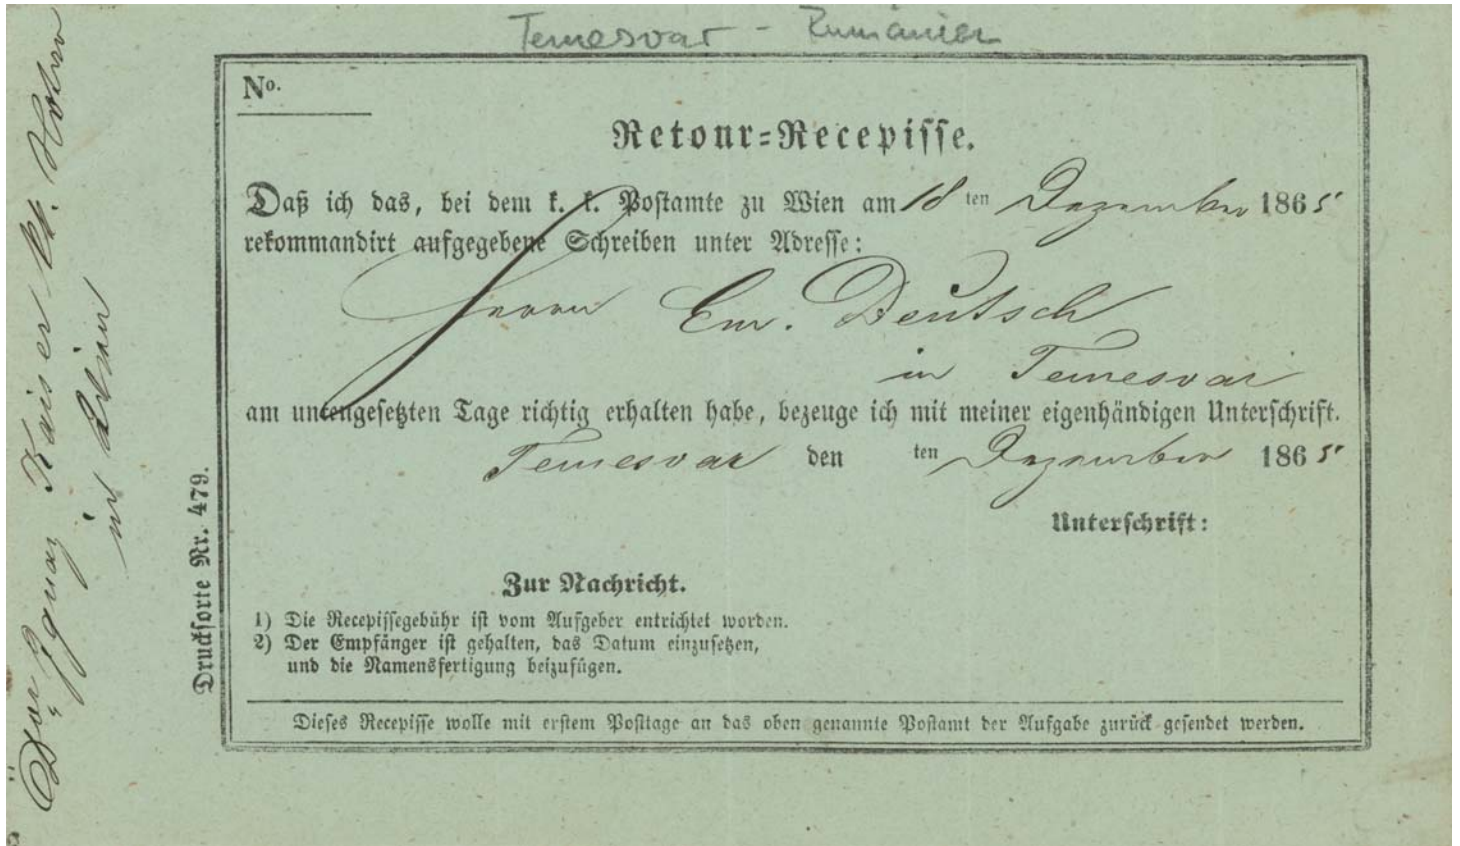 Temesvar - Rumänien
No.
Retour-Recepisse.
Daß ich das, bei dem k. k. Postamte zu Wien am 18 ten Dezember 1865
rekommandirt aufgegebene Schreiben unter Adresse:
Herrn Em. Deutsch
in Temesvar
am untengesetzten Tage richtig erhalten habe, bezeuge ich mit meiner eigenhändigen Unterschrift.
Temesvar den ten Dezember 1865
Unterschrift:
Zur Nachricht.
1) Die Recepissegebühr ist vom Aufgeber entrichtet worden.
2) Der Empfänger ist gehalten, das Datum einzusetzen,
und die Namensfertigung beizufügen.
Dieses Recepisse wolle mit erstem Posttage an das oben genannte Postamt der Aufgabe zurück gesendet werden.
Drucksorte Nr. 479.
Ignaz Kaiser
in Wien